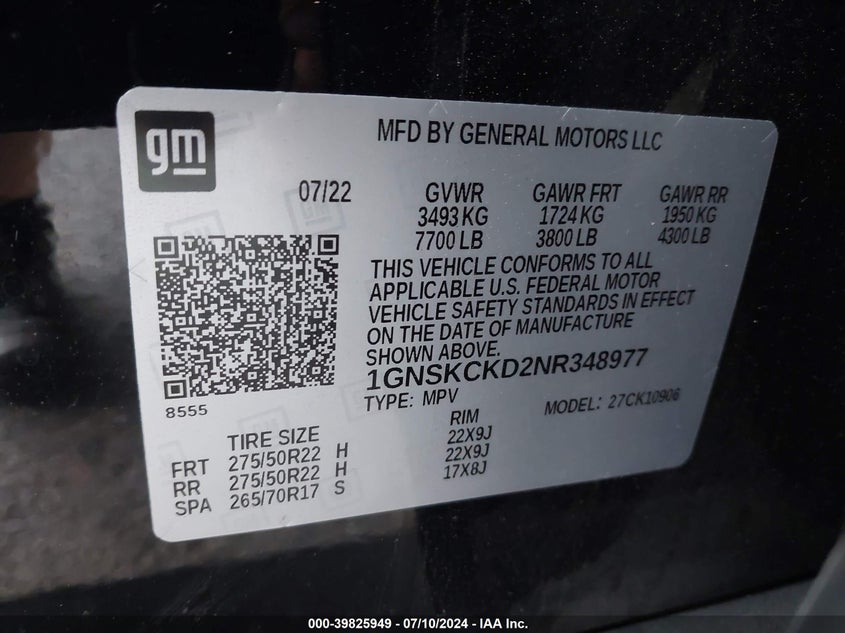 gm
MFD BY GENERAL MOTORS LLC
07/22 GVWR GAWR FRT GAWR RR
3493 KG 1724 KG 1950 KG
7700 LB 3800 LB 4300 LB
THIS VEHICLE CONFORMS TO ALL
APPLICABLE U.S. FEDERAL MOTOR
VEHICLE SAFETY STANDARDS IN EFFECT
ON THE DATE OF MANUFACTURE
SHOWN ABOVE.
1GNSKCKD2NR348977
8555
TYPE: MPV MODEL: 27CK10906
TIRE SIZE RIM
FRT 275/50R22 H 22X9J
RR 275/50R22 H 22X9J
SPA 265/70R17 S 17X8J
000-39825949 - 07/10/2024 - IAA Inc.